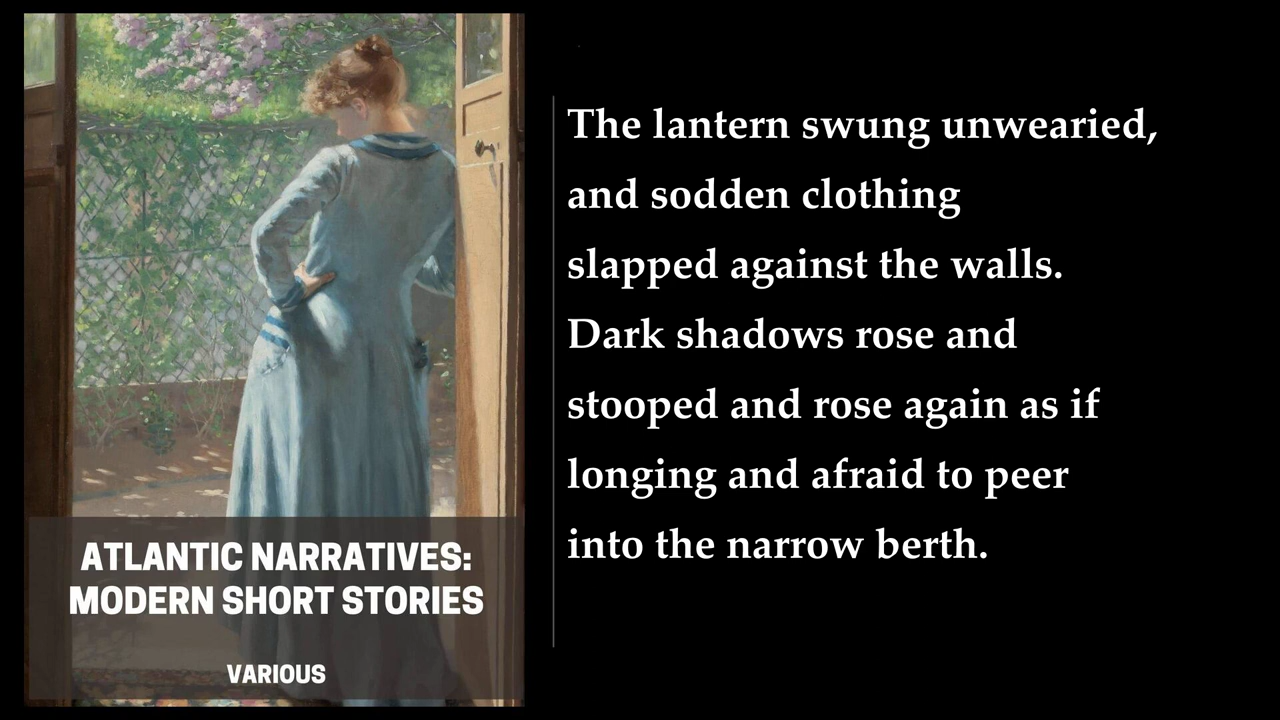 The lantern swung unwearied,
and sodden clothing
slapped against the walls.
Dark shadows rose and
stooped and rose again as if
longing and afraid to peer
into the narrow berth.
ATLANTIC NARRATIVES:
MODERN SHORT STORIES
VARIOUS